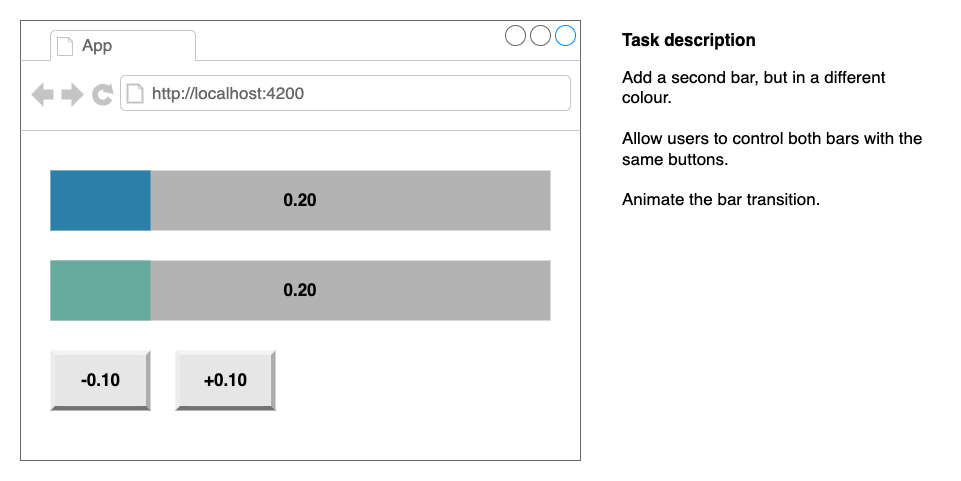 App
http://localhost:4200
0.20
0.20
-0.10
+0.10
Task description
Add a second bar, but in a different
colour.
Allow users to control both bars with the
same buttons.
Animate the bar transition.